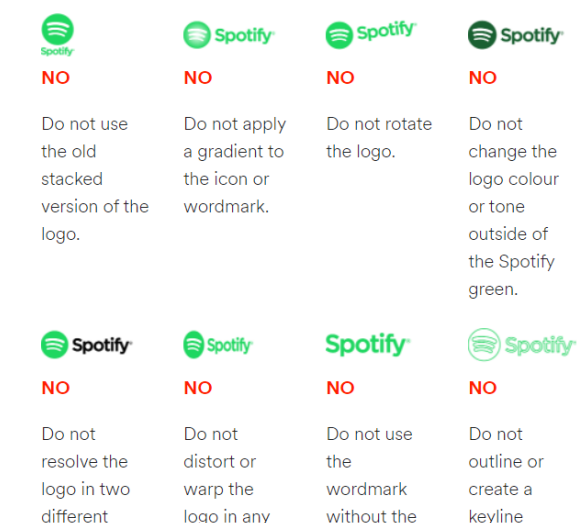 Spotify
NO
Do not use
the old
stacked
version of the
logo.
Spotify
NO
Do not apply
a gradient to
the icon or
wordmark.
Spotify
NO
Do not rotate
the logo.
Spotify
NO
Do not
change the
logo colour
or tone
outside of
the Spotify
green.
Spotify
NO
Do not
resolve the
logo in two
different
Spotify
NO
Do not
distort or
warp the
logo in any
Spotify
NO
Do not use
the
wordmark
without the
Spotify
NO
Do not
outline or
create a
keyline